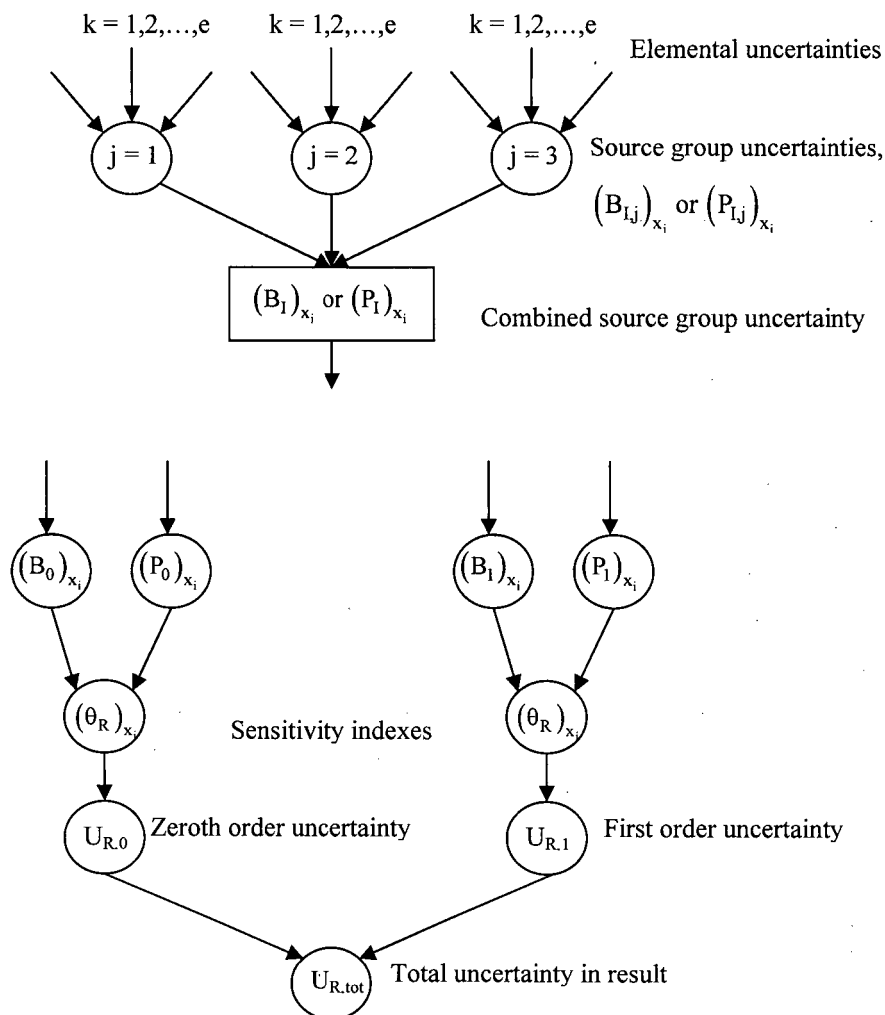 k = 1,2,…,e k = 1,2,…,e k = 1,2,…,e
Elemental uncertainties
j = 1 j = 2 j = 3 Source group uncertainties,
(B_{I,j})_{x_i} or (P_{I,j})_{x_i}
(B_I)_{x_i} or (P_I)_{x_i}
Combined source group uncertainty
(B_0)_{x_i} (P_0)_{x_i} (B_1)_{x_i} (P_1)_{x_i}
(θ_R)_{x_i} Sensitivity indexes (θ_R)_{x_i}
U_{R.0} Zeroth order uncertainty U_{R.1} First order uncertainty
U_{R.tot} Total uncertainty in result